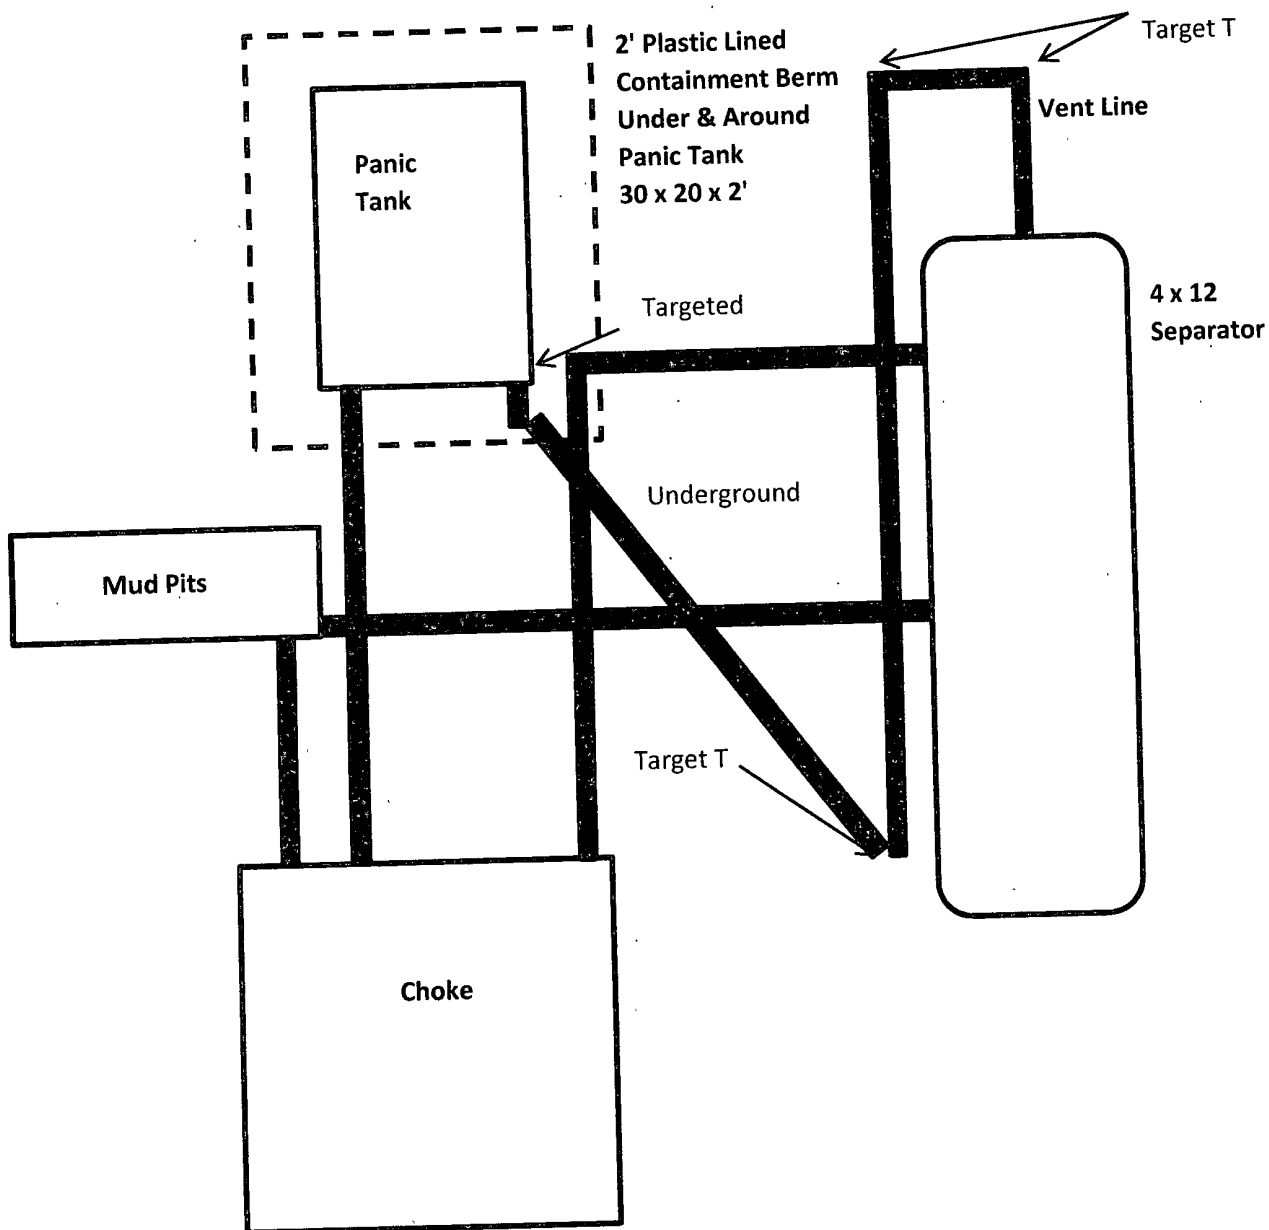 2' Plastic Lined
Containment Berm
Under & Around
Panic Tank
30 x 20 x 2'
Target T
Vent Line
Panic
Tank
Targeted
4 x 12
Separator
Underground
Mud Pits
Target T
Choke